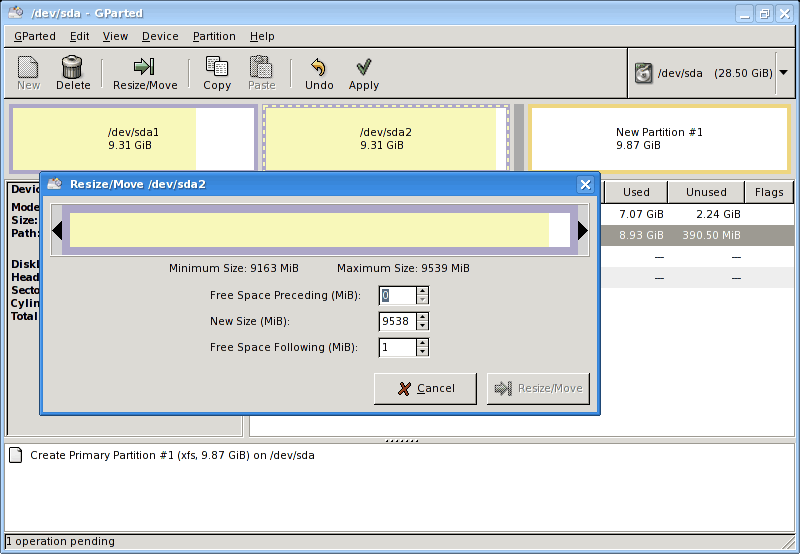 /dev/sda - GParted
GParted Edit View Device Partition Help
New Delete Resize/Move Copy Paste Undo Apply /dev/sda (28.50 GiB)
/dev/sda1
9.31 GiB
/dev/sda2
9.31 GiB
New Partition #1
9.87 GiB
Resize/Move /dev/sda2
Minimum Size: 9163 MiB Maximum Size: 9539 MiB
Free Space Preceding (MiB): 0
New Size (MiB): 9538
Free Space Following (MiB): 1
Cancel Resize/Move
Devic
Mode
Size:
Path:
Diskl
Head
Secto
Cylin
Total
Used Unused Flags
7.07 GiB 2.24 GiB
8.93 GiB 390.50 MiB
— —
— —
Create Primary Partition #1 (xfs, 9.87 GiB) on /dev/sda
1 operation pending